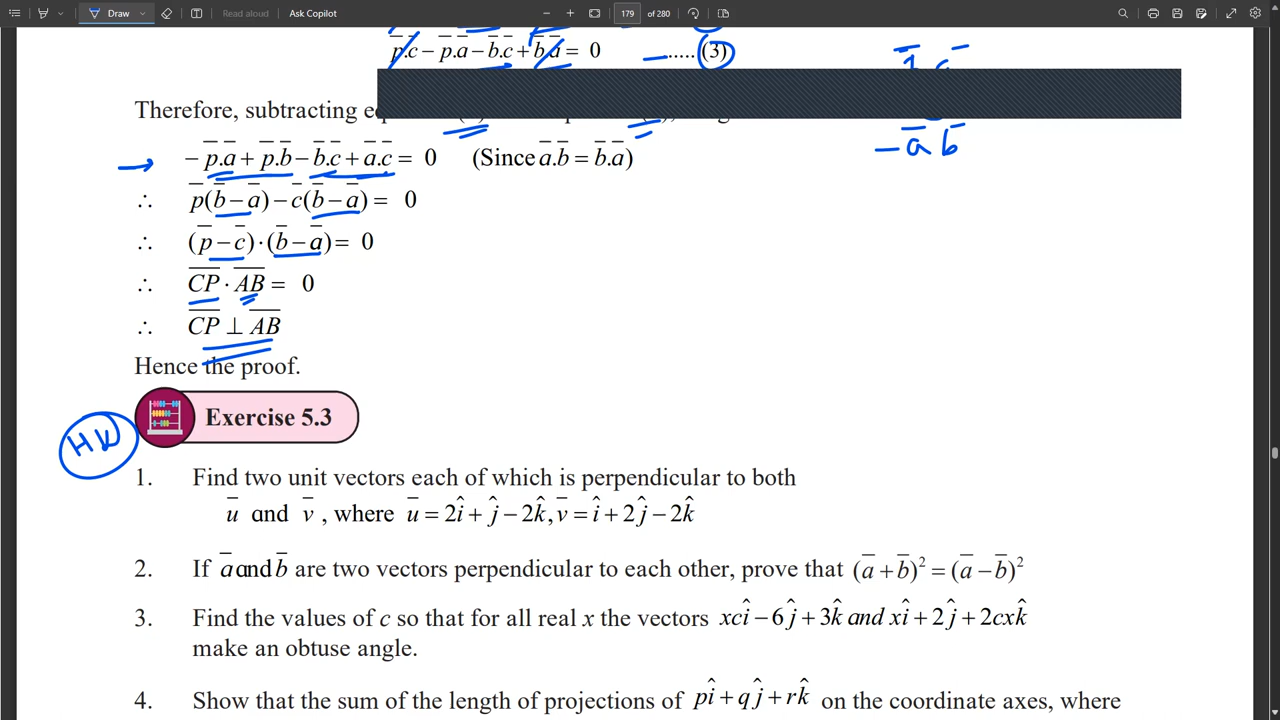 Draw
Read aloud
Ask Copilot
179 of 280
p̅.c̅ − p̅.a̅ − b̅.c̅ + b̅.a̅ = 0 ..... (3)
Therefore, subtracting
− a̅ b̅
− p̅.a̅ + p̅.b̅ − b̅.c̅ + a̅.c̅ = 0 (Since a̅.b̅ = b̅.a̅)
∴ p̅(b̅ − a̅) − c̅(b̅ − a̅) = 0
∴ (p̅ − c̅)·(b̅ − a̅) = 0
∴ C̅P̅ · A̅B̅ = 0
∴ C̅P̅ ⊥ A̅B̅
Hence the proof.
HW
Exercise 5.3
1. Find two unit vectors each of which is perpendicular to both
u̅ and v̅ , where u̅ = 2î + ĵ − 2k̂, v̅ = î + 2ĵ − 2k̂
2. If a̅ and b̅ are two vectors perpendicular to each other, prove that (a̅ + b̅)² = (a̅ − b̅)²
3. Find the values of c so that for all real x the vectors xcî − 6ĵ + 3k̂ and xî + 2ĵ + 2cxk̂
make an obtuse angle.
4. Show that the sum of the length of projections of pî + qĵ + rk̂ on the coordinate axes, where